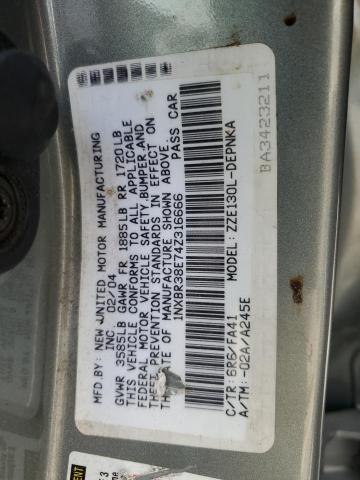 MFD.BY: NEW UNITED MOTOR MANUFACTURING
INC 02/04
GVWR 3585LB GAWR FR 1885LB RR 1720LB
THIS VEHICLE CONFORMS TO ALL APPLICABLE
FEDERAL MOTOR VEHICLE SAFETY,BUMPER,AND
THEFT PREVENTION STANDARDS IN EFFECT ON
THE DATE OF MANUFACTURE SHOWN ABOVE.
1NXBR38E74Z316666 PASS CAR
C/TR: 6R6/FA41 MODEL: ZZE130L-DEPNKA
A/TM: -02A/A245E
BA3423211